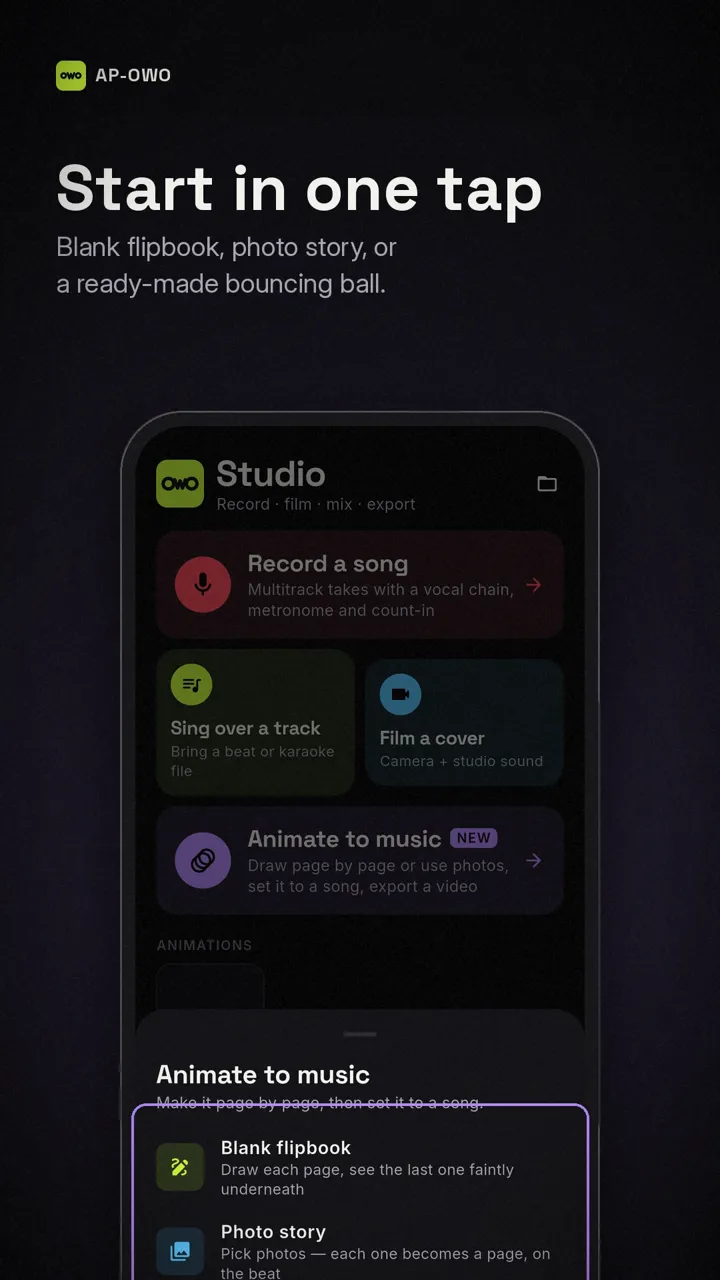 owo AP-OWO
Start in one tap
Blank flipbook, photo story, or
a ready-made bouncing ball.
OwO Studio
Record · film · mix · export
Record a song
Multitrack takes with a vocal chain,
metronome and count-in
Sing over a track
Bring a beat or karaoke
file
Film a cover
Camera + studio sound
Animate to music NEW
Draw page by page or use photos,
set it to a song, export a video
ANIMATIONS
Animate to music
Make it page by page, then set it to a song.
Blank flipbook
Draw each page, see the last one faintly
underneath
Photo story
Pick photos — each one becomes a page, on
the beat